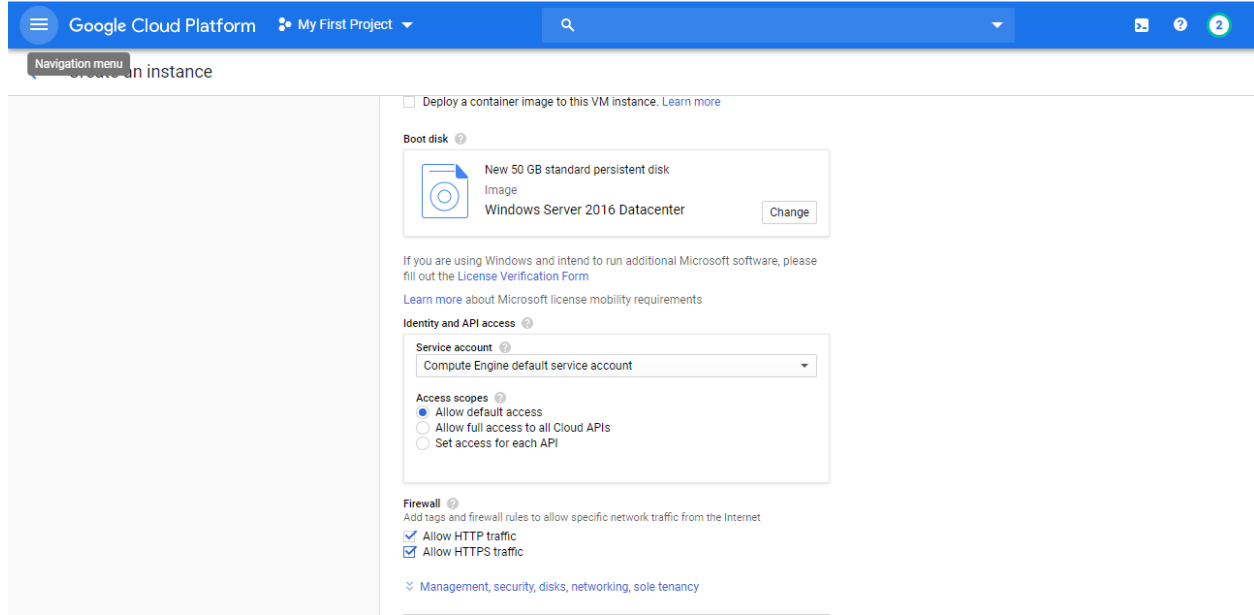 Google Cloud Platform
My First Project
2
Navigation menu
Create an instance
Deploy a container image to this VM instance. Learn more
Boot disk
New 50 GB standard persistent disk
Image
Windows Server 2016 Datacenter
Change
If you are using Windows and intend to run additional Microsoft software, please
fill out the License Verification Form
Learn more about Microsoft license mobility requirements
Identity and API access
Service account
Compute Engine default service account
Access scopes
Allow default access
Allow full access to all Cloud APIs
Set access for each API
Firewall
Add tags and firewall rules to allow specific network traffic from the Internet
Allow HTTP traffic
Allow HTTPS traffic
Management, security, disks, networking, sole tenancy